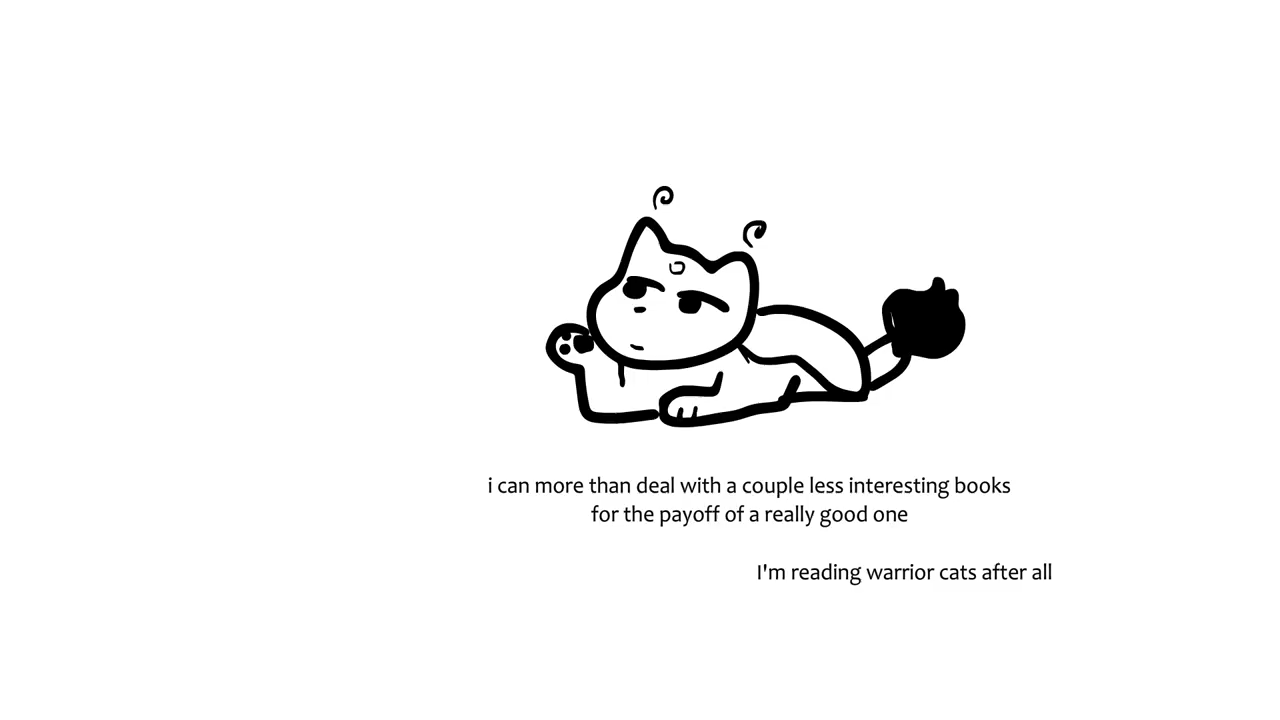 i can more than deal with a couple less interesting books
for the payoff of a really good one
I'm reading warrior cats after all